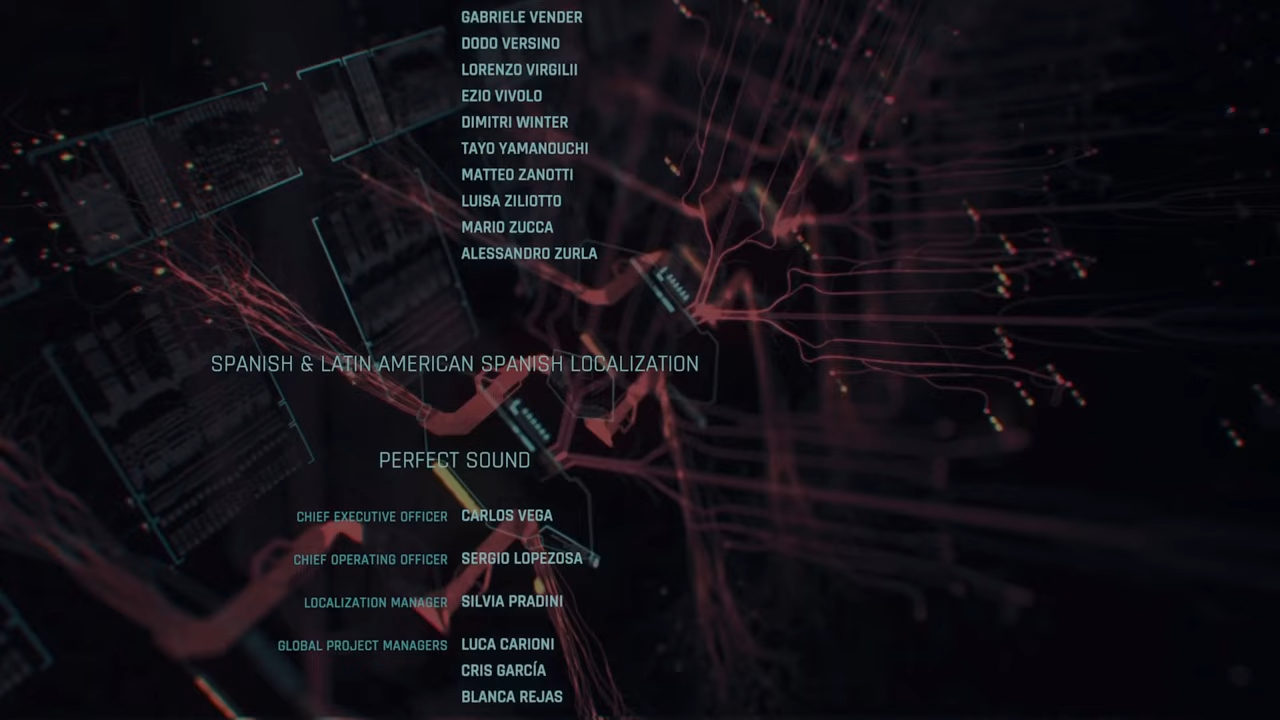 GABRIELE VENDER
DODO VERSINO
LORENZO VIRGILII
EZIO VIVOLO
DIMITRI WINTER
TAYO YAMANOUCHI
MATTEO ZANOTTI
LUISA ZILIOTTO
MARIO ZUCCA
ALESSANDRO ZURLA
SPANISH & LATIN AMERICAN SPANISH LOCALIZATION
PERFECT SOUND
CHIEF EXECUTIVE OFFICER CARLOS VEGA
CHIEF OPERATING OFFICER SERGIO LOPEZOSA
LOCALIZATION MANAGER SILVIA PRADINI
GLOBAL PROJECT MANAGERS LUCA CARIONI
CRIS GARCÍA
BLANCA REJAS